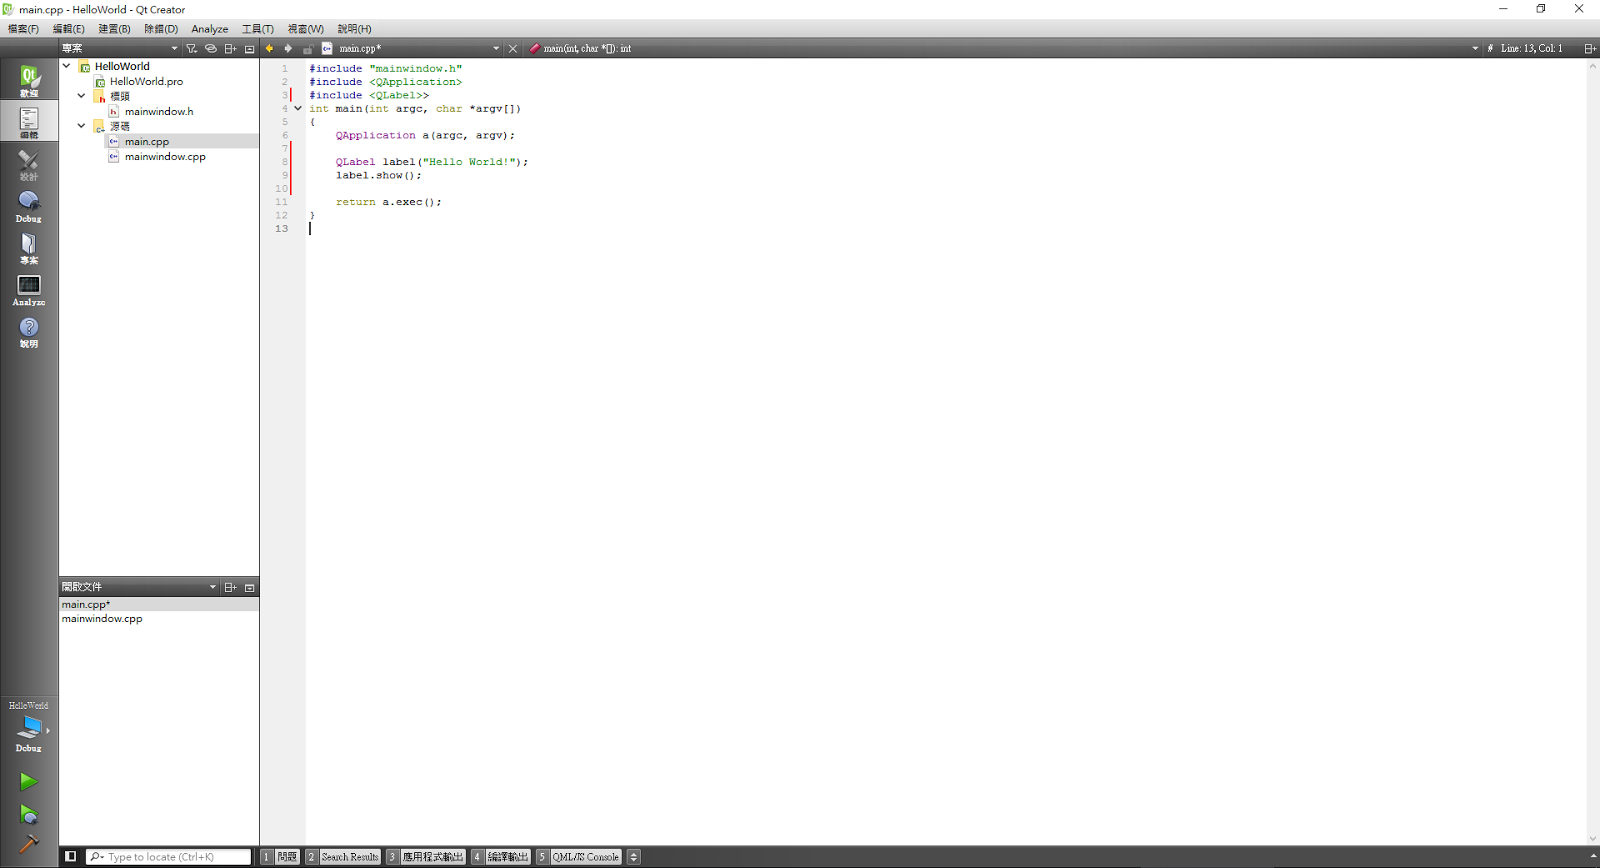 main.cpp - HelloWorld - Qt Creator
檔案(F) 編輯(E) 建置(B) 除錯(D) Analyze 工具(T) 視窗(W) 說明(H)
專案 main.cpp* main(int, char *[]): int # Line: 13, Col: 1
歡迎
編輯
設計
Debug
專案
Analyze
說明
HelloWorld
HelloWorld.pro
標頭
mainwindow.h
源碼
main.cpp
mainwindow.cpp
1 #include "mainwindow.h"
2 #include <QApplication>
3 #include <QLabel>>
4 int main(int argc, char *argv[])
5 {
6 QApplication a(argc, argv);
7
8 QLabel label("Hello World!");
9 label.show();
10
11 return a.exec();
12 }
13
開啟文件
main.cpp*
mainwindow.cpp
HelloWorld
Debug
Type to locate (Ctrl+K) 1 問題 2 Search Results 3 應用程式輸出 4 編譯輸出 5 QML/JS Console